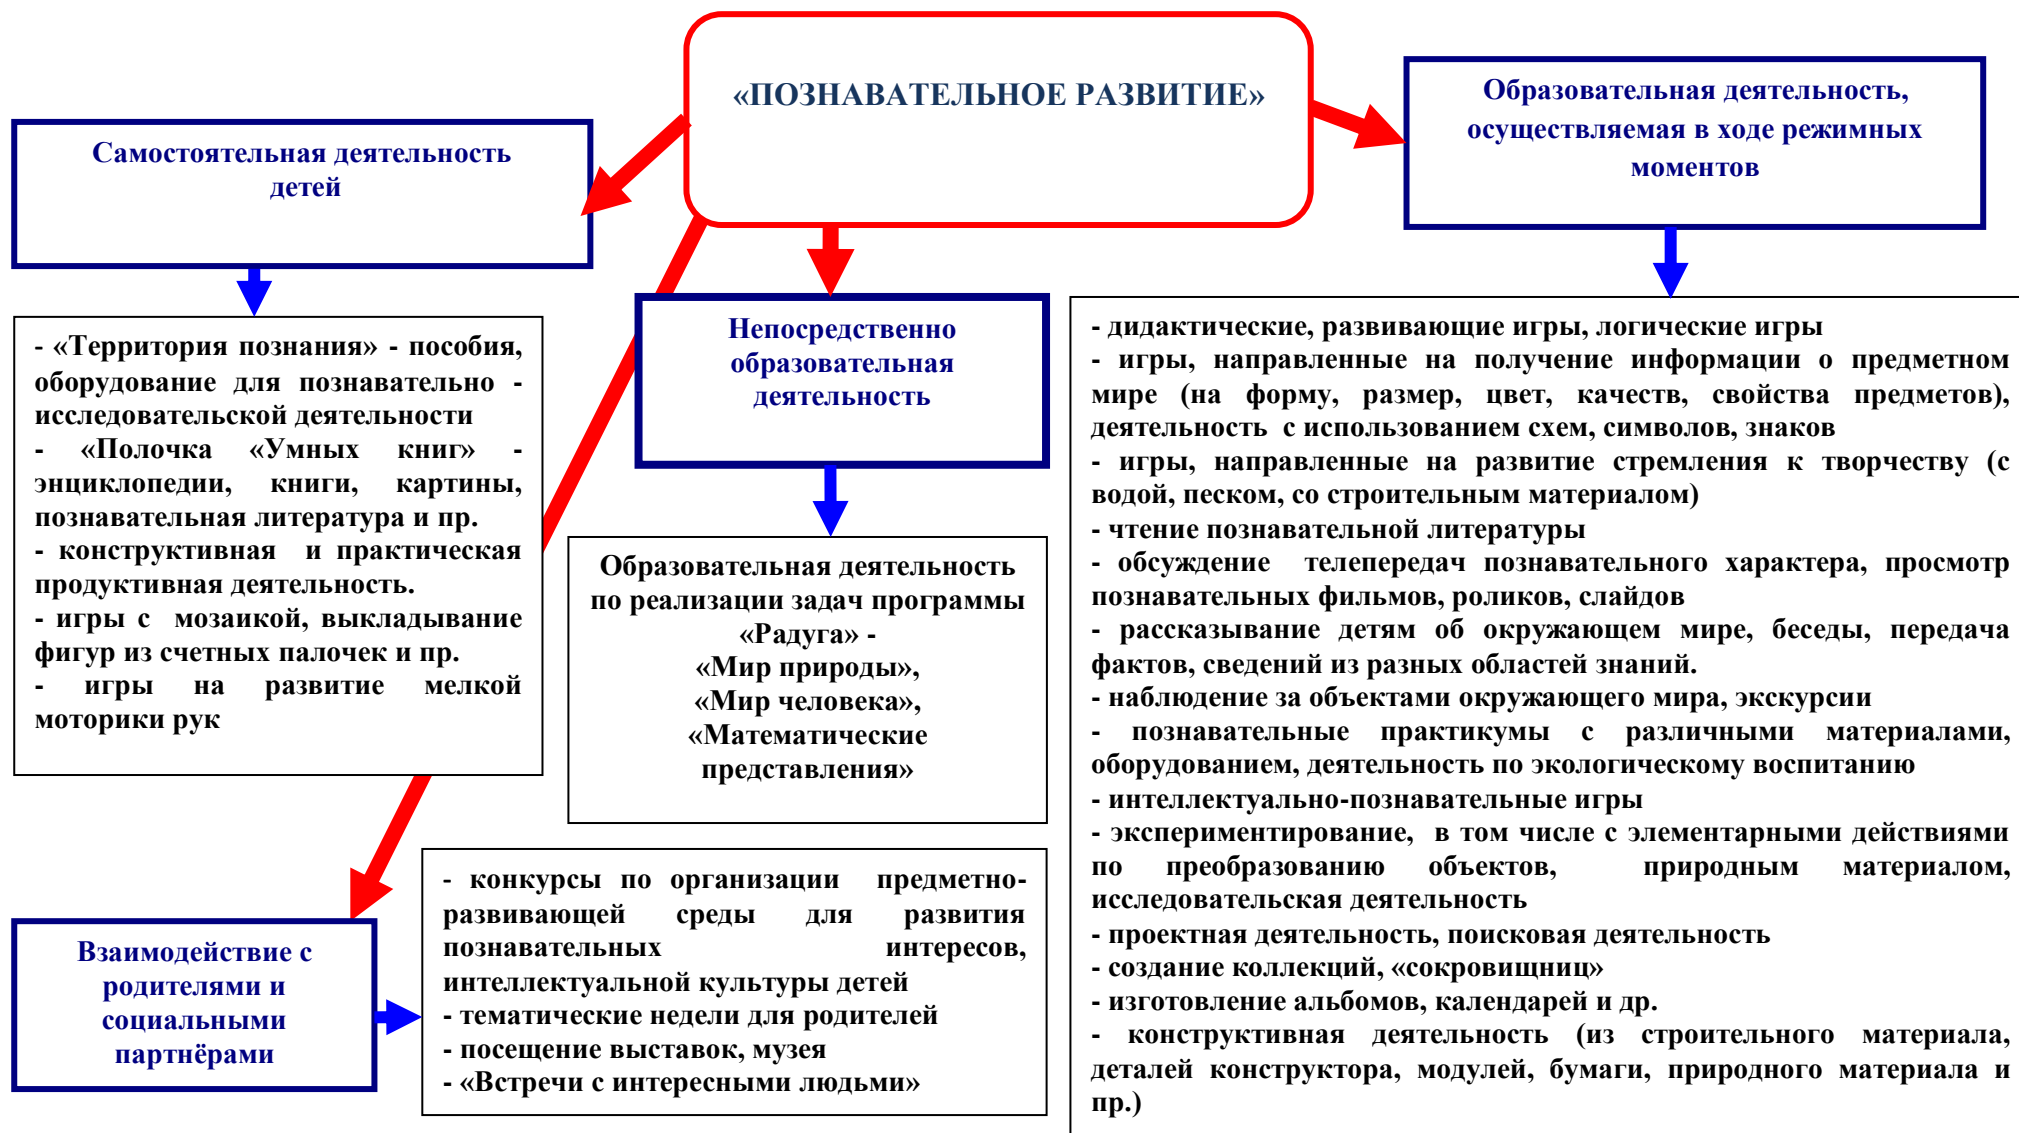 «ПОЗНАВАТЕЛЬНОЕ РАЗВИТИЕ»
Самостоятельная деятельность
детей
- «Территория познания» - пособия,
оборудование для познавательно -
исследовательской деятельности
- «Полочка «Умных книг» -
энциклопедии, книги, картины,
познавательная литература и пр.
- конструктивная и практическая
продуктивная деятельность.
- игры с мозаикой, выкладывание
фигур из счетных палочек и пр.
- игры на развитие мелкой
моторики рук
Непосредственно
образовательная
деятельность
Образовательная деятельность
по реализации задач программы
«Радуга» -
«Мир природы»,
«Мир человека»,
«Математические
представления»
Образовательная деятельность,
осуществляемая в ходе режимных
моментов
- дидактические, развивающие игры, логические игры
- игры, направленные на получение информации о предметном
мире (на форму, размер, цвет, качеств, свойства предметов),
деятельность с использованием схем, символов, знаков
- игры, направленные на развитие стремления к творчеству (с
водой, песком, со строительным материалом)
- чтение познавательной литературы
- обсуждение телепередач познавательного характера, просмотр
познавательных фильмов, роликов, слайдов
- рассказывание детям об окружающем мире, беседы, передача
фактов, сведений из разных областей знаний.
- наблюдение за объектами окружающего мира, экскурсии
- познавательные практикумы с различными материалами,
оборудованием, деятельность по экологическому воспитанию
- интеллектуально-познавательные игры
- экспериментирование, в том числе с элементарными действиями
по преобразованию объектов, природным материалом,
исследовательская деятельность
- проектная деятельность, поисковая деятельность
- создание коллекций, «сокровищниц»
- изготовление альбомов, календарей и др.
- конструктивная деятельность (из строительного материала,
деталей конструктора, модулей, бумаги, природного материала и
пр.)
Взаимодействие с
родителями и
социальными
партнёрами
- конкурсы по организации предметно-
развивающей среды для развития
познавательных интересов,
интеллектуальной культуры детей
- тематические недели для родителей
- посещение выставок, музея
- «Встречи с интересными людьми»